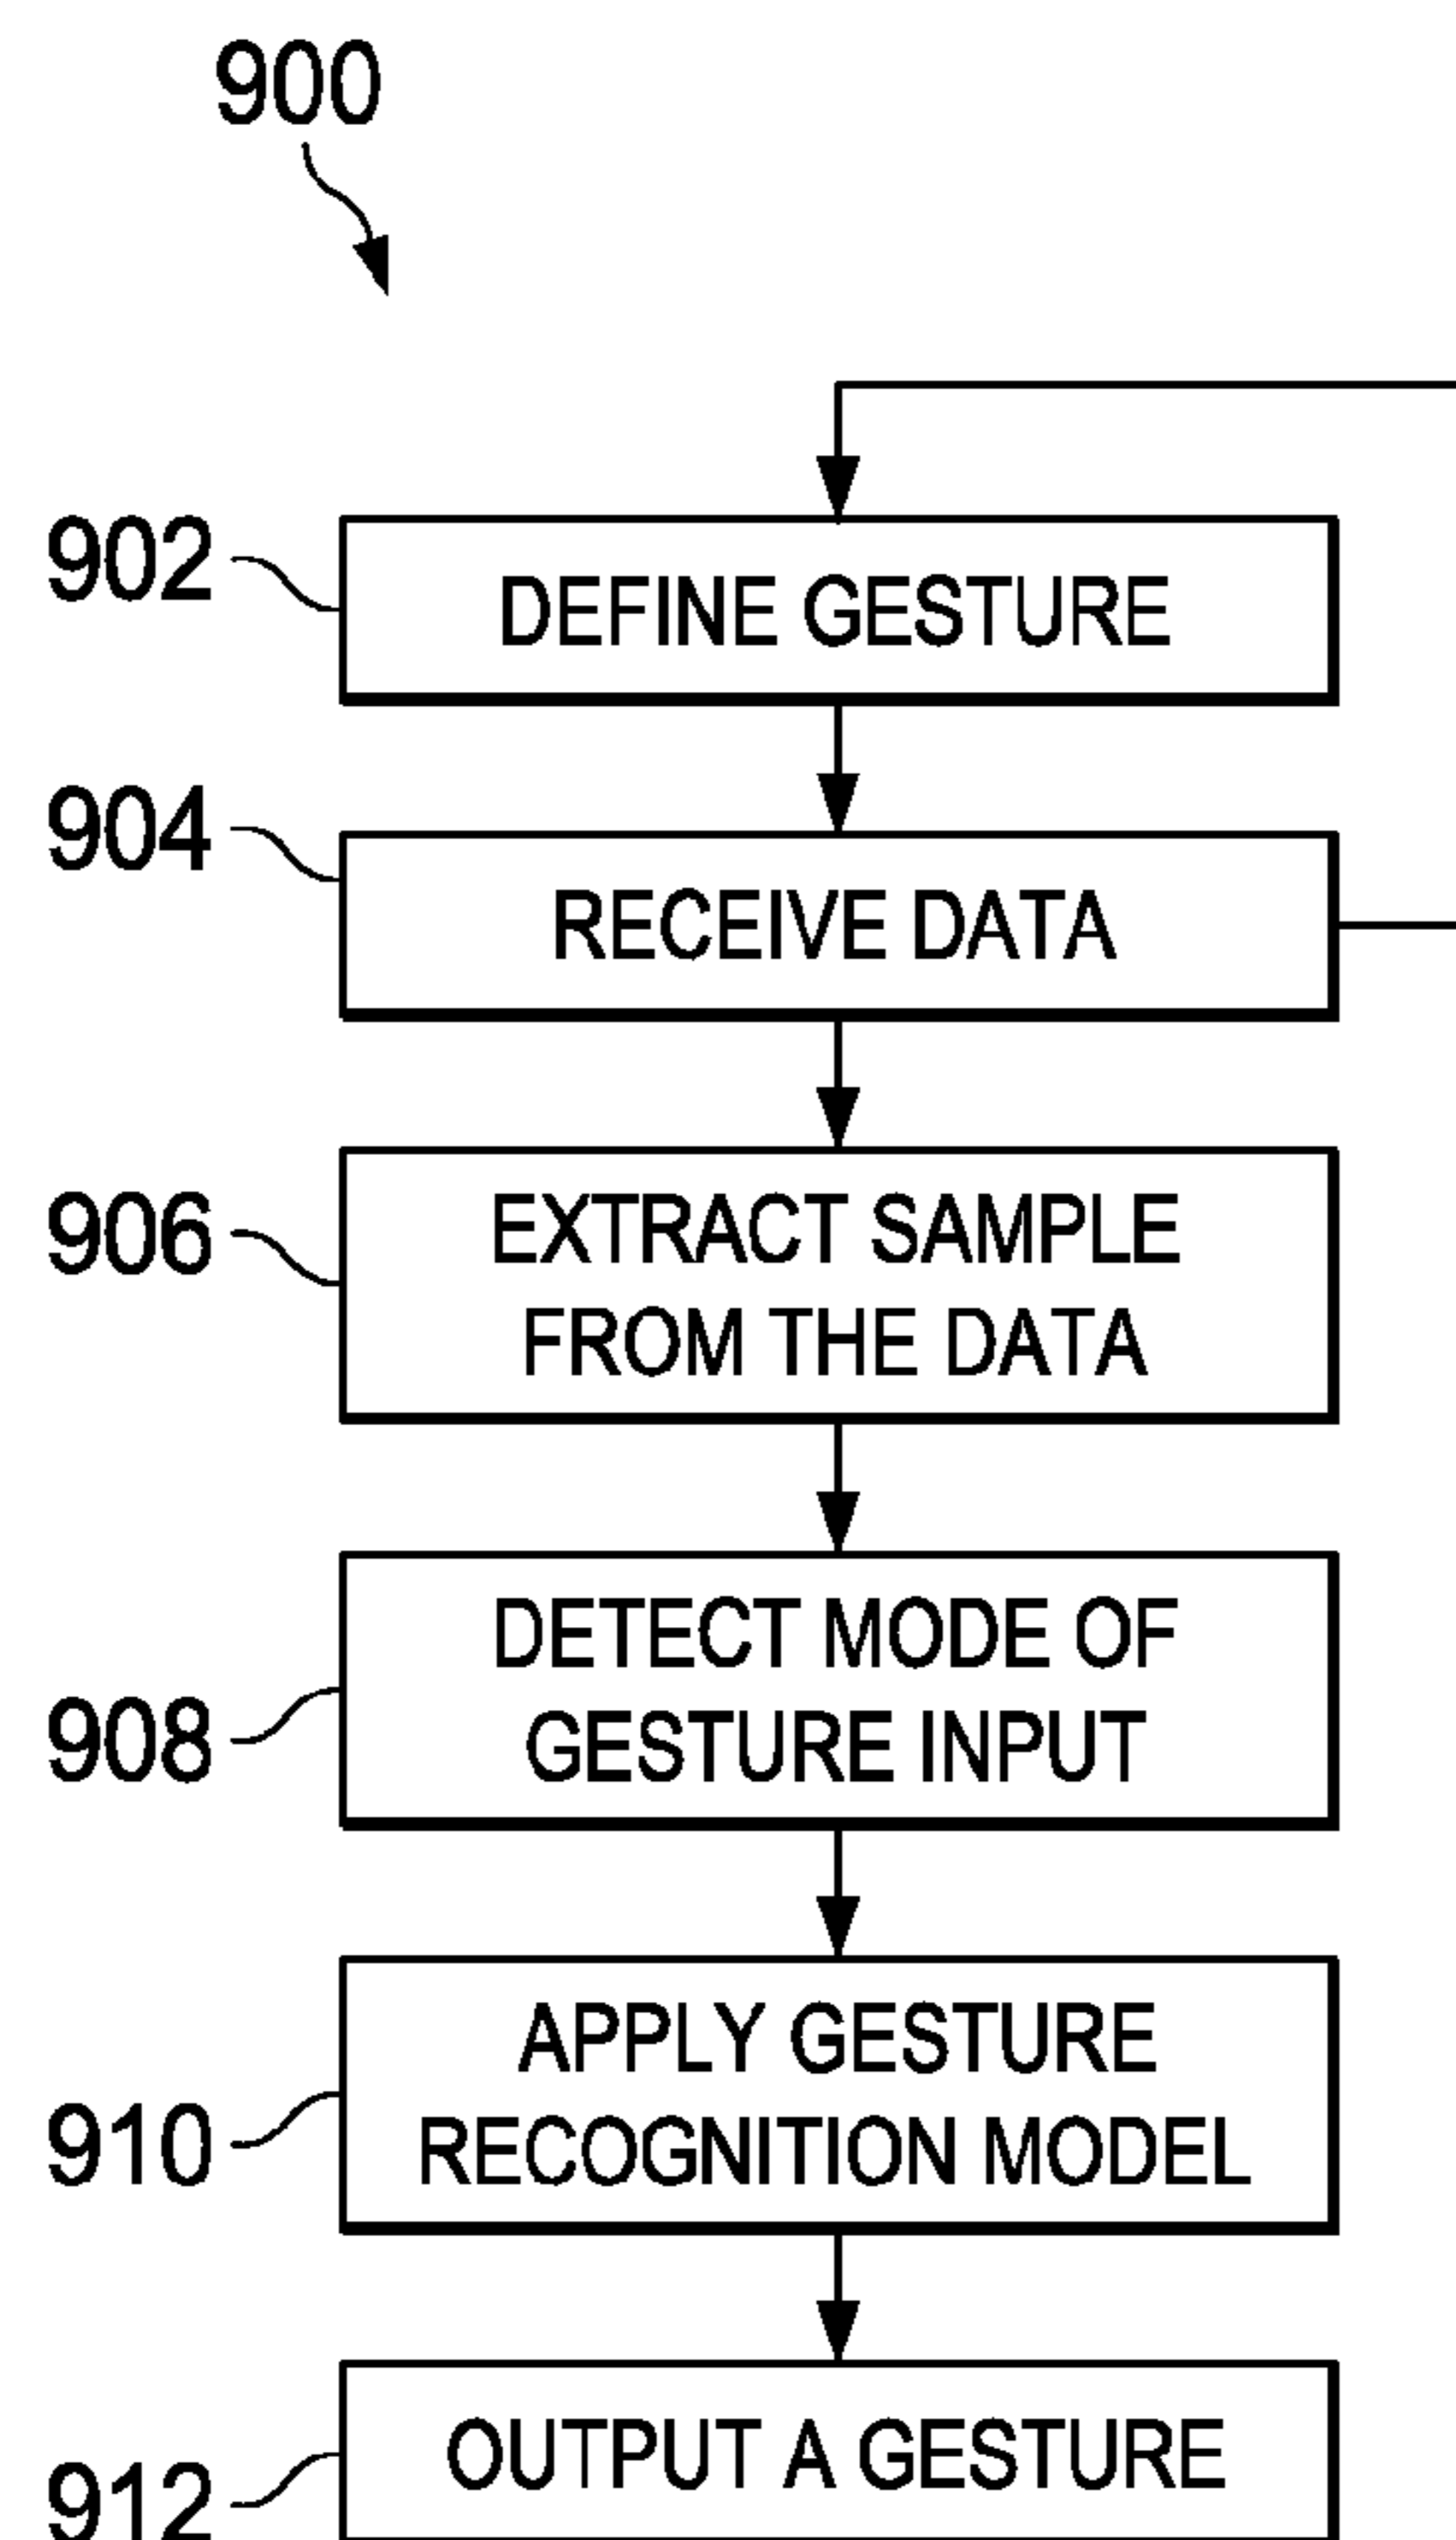 900
902
DEFINE GESTURE
904
RECEIVE DATA
906
EXTRACT SAMPLE
FROM THE DATA
908
DETECT MODE OF
GESTURE INPUT
910
APPLY GESTURE
RECOGNITION MODEL
912
OUTPUT A GESTURE